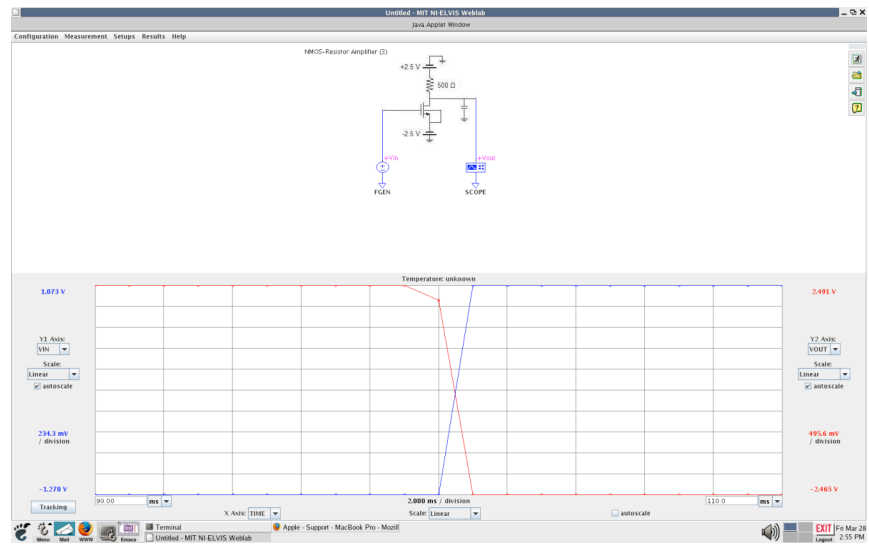 Untitled - MIT NI-ELVIS Weblab
Java Applet Window
Configuration Measurement Setups Results Help
NMOS-Resistor Amplifier (3)
+2.5 V
500 Ω
-2.5 V
+Vin
+Vout
FGEN
SCOPE
Temperature: unknown
1.073 V
2.491 V
Y1 Axis:
VIN
Scale:
Linear
autoscale
Y2 Axis:
VOUT
Scale:
Linear
autoscale
234.3 mV
/ division
495.6 mV
/ division
-1.270 V
-2.465 V
Tracking
90.00
ms
2.000 ms / division
110.0
ms
X Axis:
TIME
Scale:
Linear
autoscale
Menu
Mail
WWW
Emacs
Terminal
Apple - Support - MacBook Pro - Mozill
Untitled - MIT NI-ELVIS Weblab
EXIT
Logout
Fri Mar 28
2:55 PM